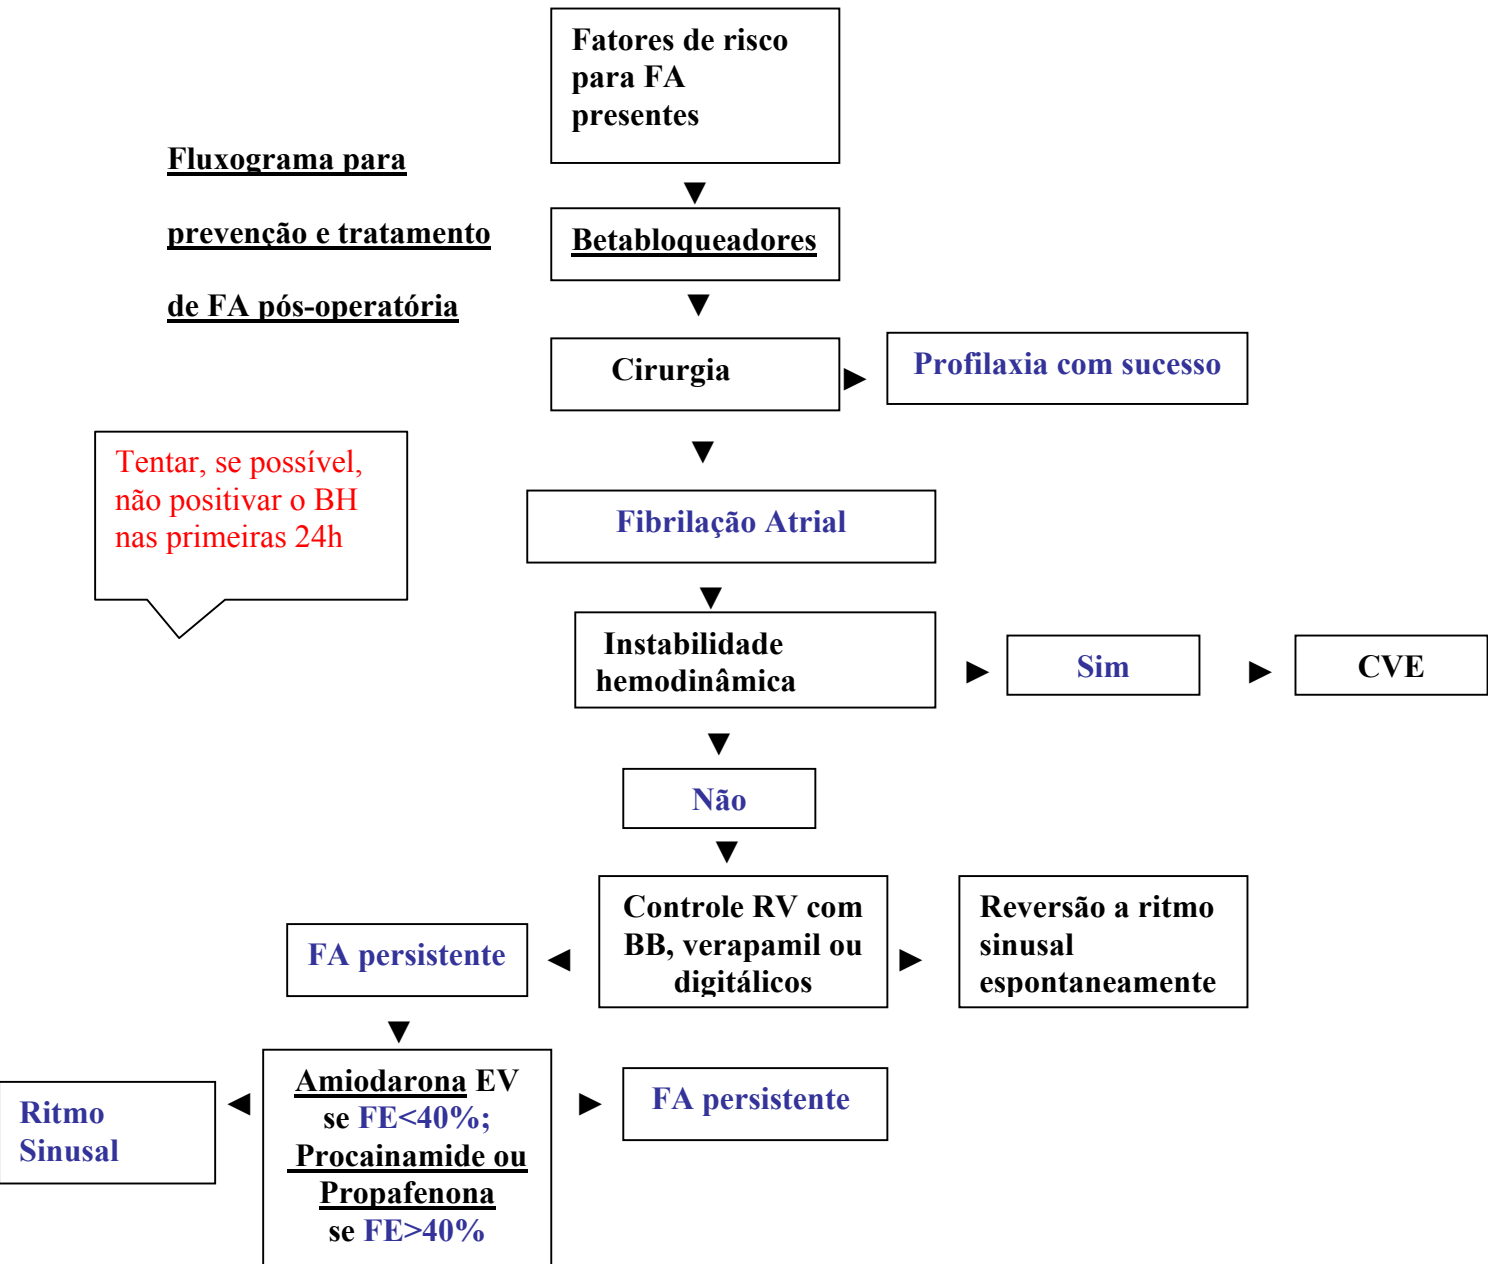 Fatores de risco
para FA
presentes
Fluxograma para
prevenção e tratamento
de FA pós-operatória
Betabloqueadores
Cirurgia
Profilaxia com sucesso
Tentar, se possível,
não positivar o BH
nas primeiras 24h
Fibrilação Atrial
Instabilidade
hemodinâmica
Sim
CVE
Não
Controle RV com
BB, verapamil ou
digitálicos
Reversão a ritmo
sinusal
espontaneamente
FA persistente
Amiodarona EV
se FE<40%;
Procainamide ou
Propafenona
se FE>40%
FA persistente
Ritmo
Sinusal